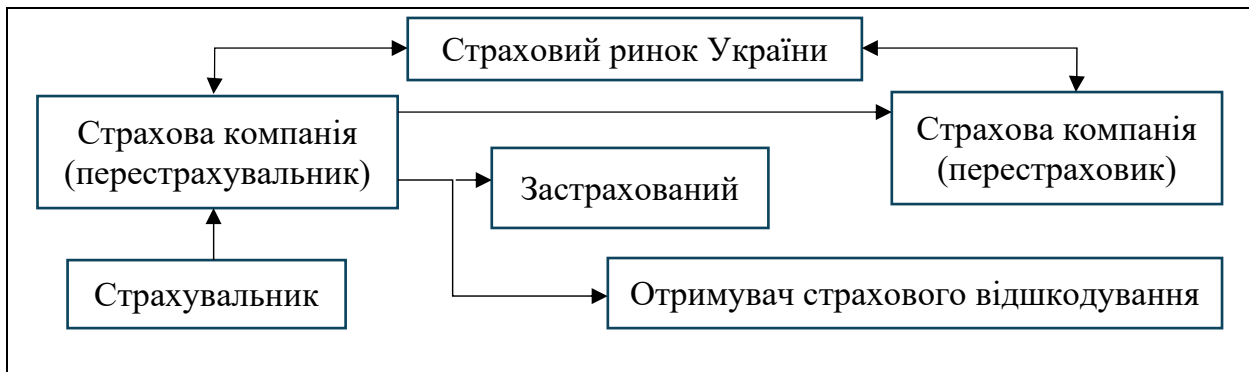 Страховий ринок України
Страхова компанія
(перестрахувальник)
Страхова компанія
(перестраховик)
Застрахований
Страхувальник
Отримувач страхового відшкодування